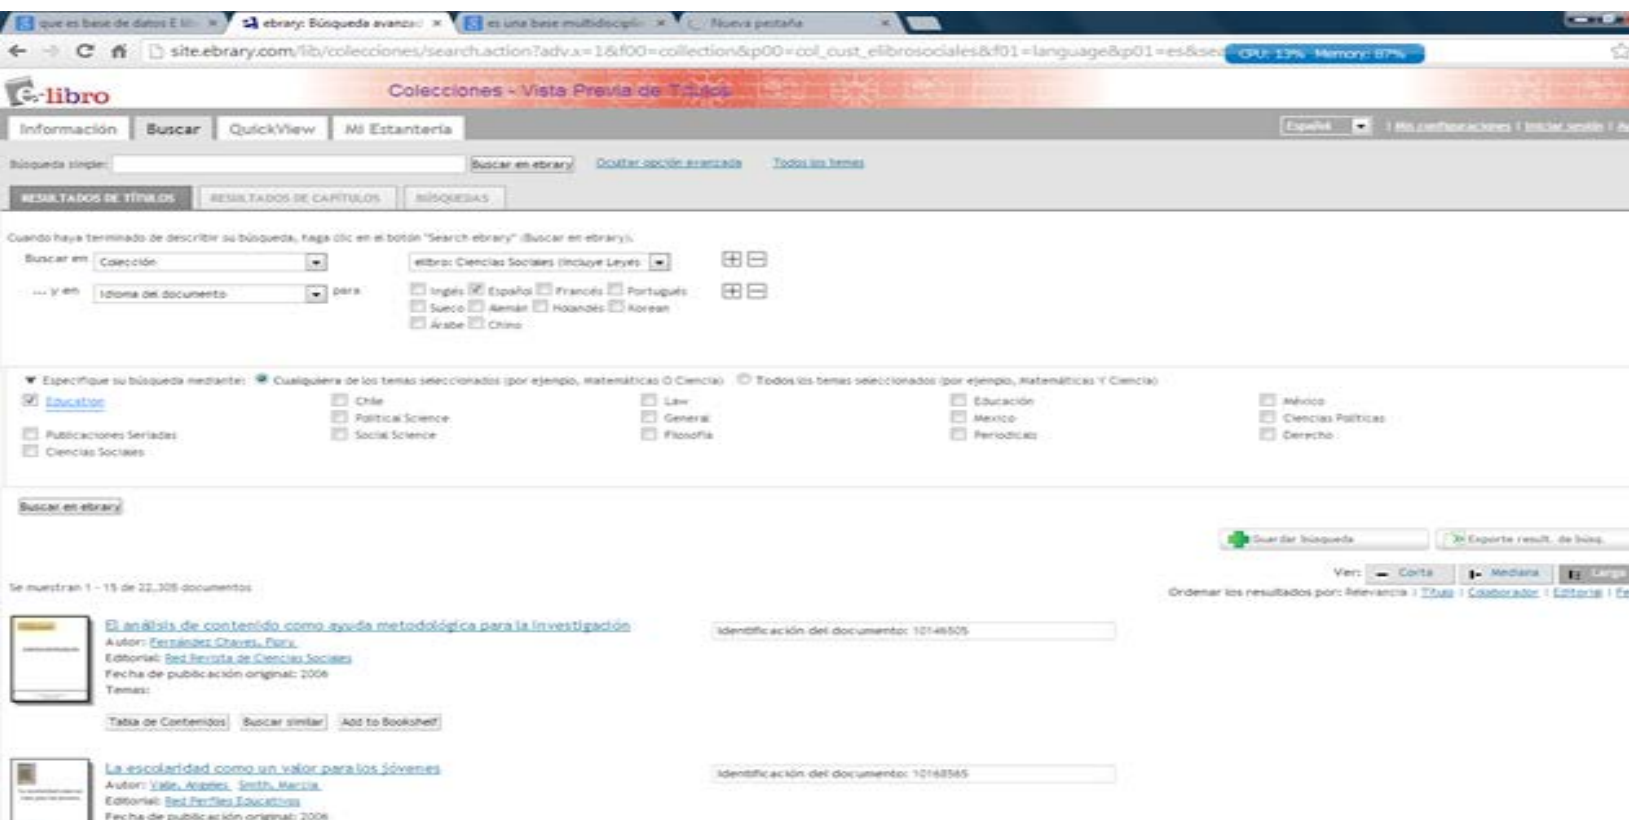 que es base de datos E lib
ebrary: Búsqueda avanzad
es una base multidisciplin
Nueva pestaña
site.ebrary.com/lib/colecciones/search.action?adv.x=1&f00=collection&p00=col_cust_elibrosociales&f01=language&p01=es&sea
CPU: 13% Memory: 87%
e-libro
Colecciones - Vista Previa de Títulos
Información Buscar QuickView Mi Estantería
Español | Mis configuraciones | Iniciar sesión |
Búsqueda simple: Buscar en ebrary Ocultar opción avanzada Todos los temas
RESULTADOS DE TÍTULOS RESULTADOS DE CAPÍTULOS BÚSQUEDAS
Cuando haya terminado de describir su búsqueda, haga clic en el botón "Search ebrary" (Buscar en ebrary).
Buscar en Colección elibro: Ciencias Sociales (Incluye Leyes
... y en Idioma del documento para Inglés Español Francés Portugués
Sueco Alemán Holandés Korean
Árabe Chino
Especifique su búsqueda mediante: Cualquiera de los temas seleccionados (por ejemplo, Matemáticas O Ciencia) Todos los temas seleccionados (por ejemplo, Matemáticas Y Ciencia)
Education Chile Law Educación México
Political Science General Mexico Ciencias Políticas
Publicaciones Seriadas Social Science Filosofía Periodicals Derecho
Ciencias Sociales
Buscar en ebrary
Guardar búsqueda Exporte result. de búsq.
Ver: Corta Mediana Larga
Se muestran 1 - 15 de 22,305 documentos
Ordenar los resultados por: Relevancia | Título | Colaborador | Editorial | Fe
El análisis de contenido como ayuda metodológica para la investigación
Identificación del documento: 10146505
Autor: Fernández Chaves, Flory
Editorial: Red Revista de Ciencias Sociales
Fecha de publicación original: 2006
Temas:
Tabla de Contenidos Buscar similar Add to Bookshelf
La escolaridad como un valor para los jóvenes
Identificación del documento: 10168565
Autor: Valle, Angeles Smith, Marcia
Editorial: Red Perfiles Educativos
Fecha de publicación original: 2006